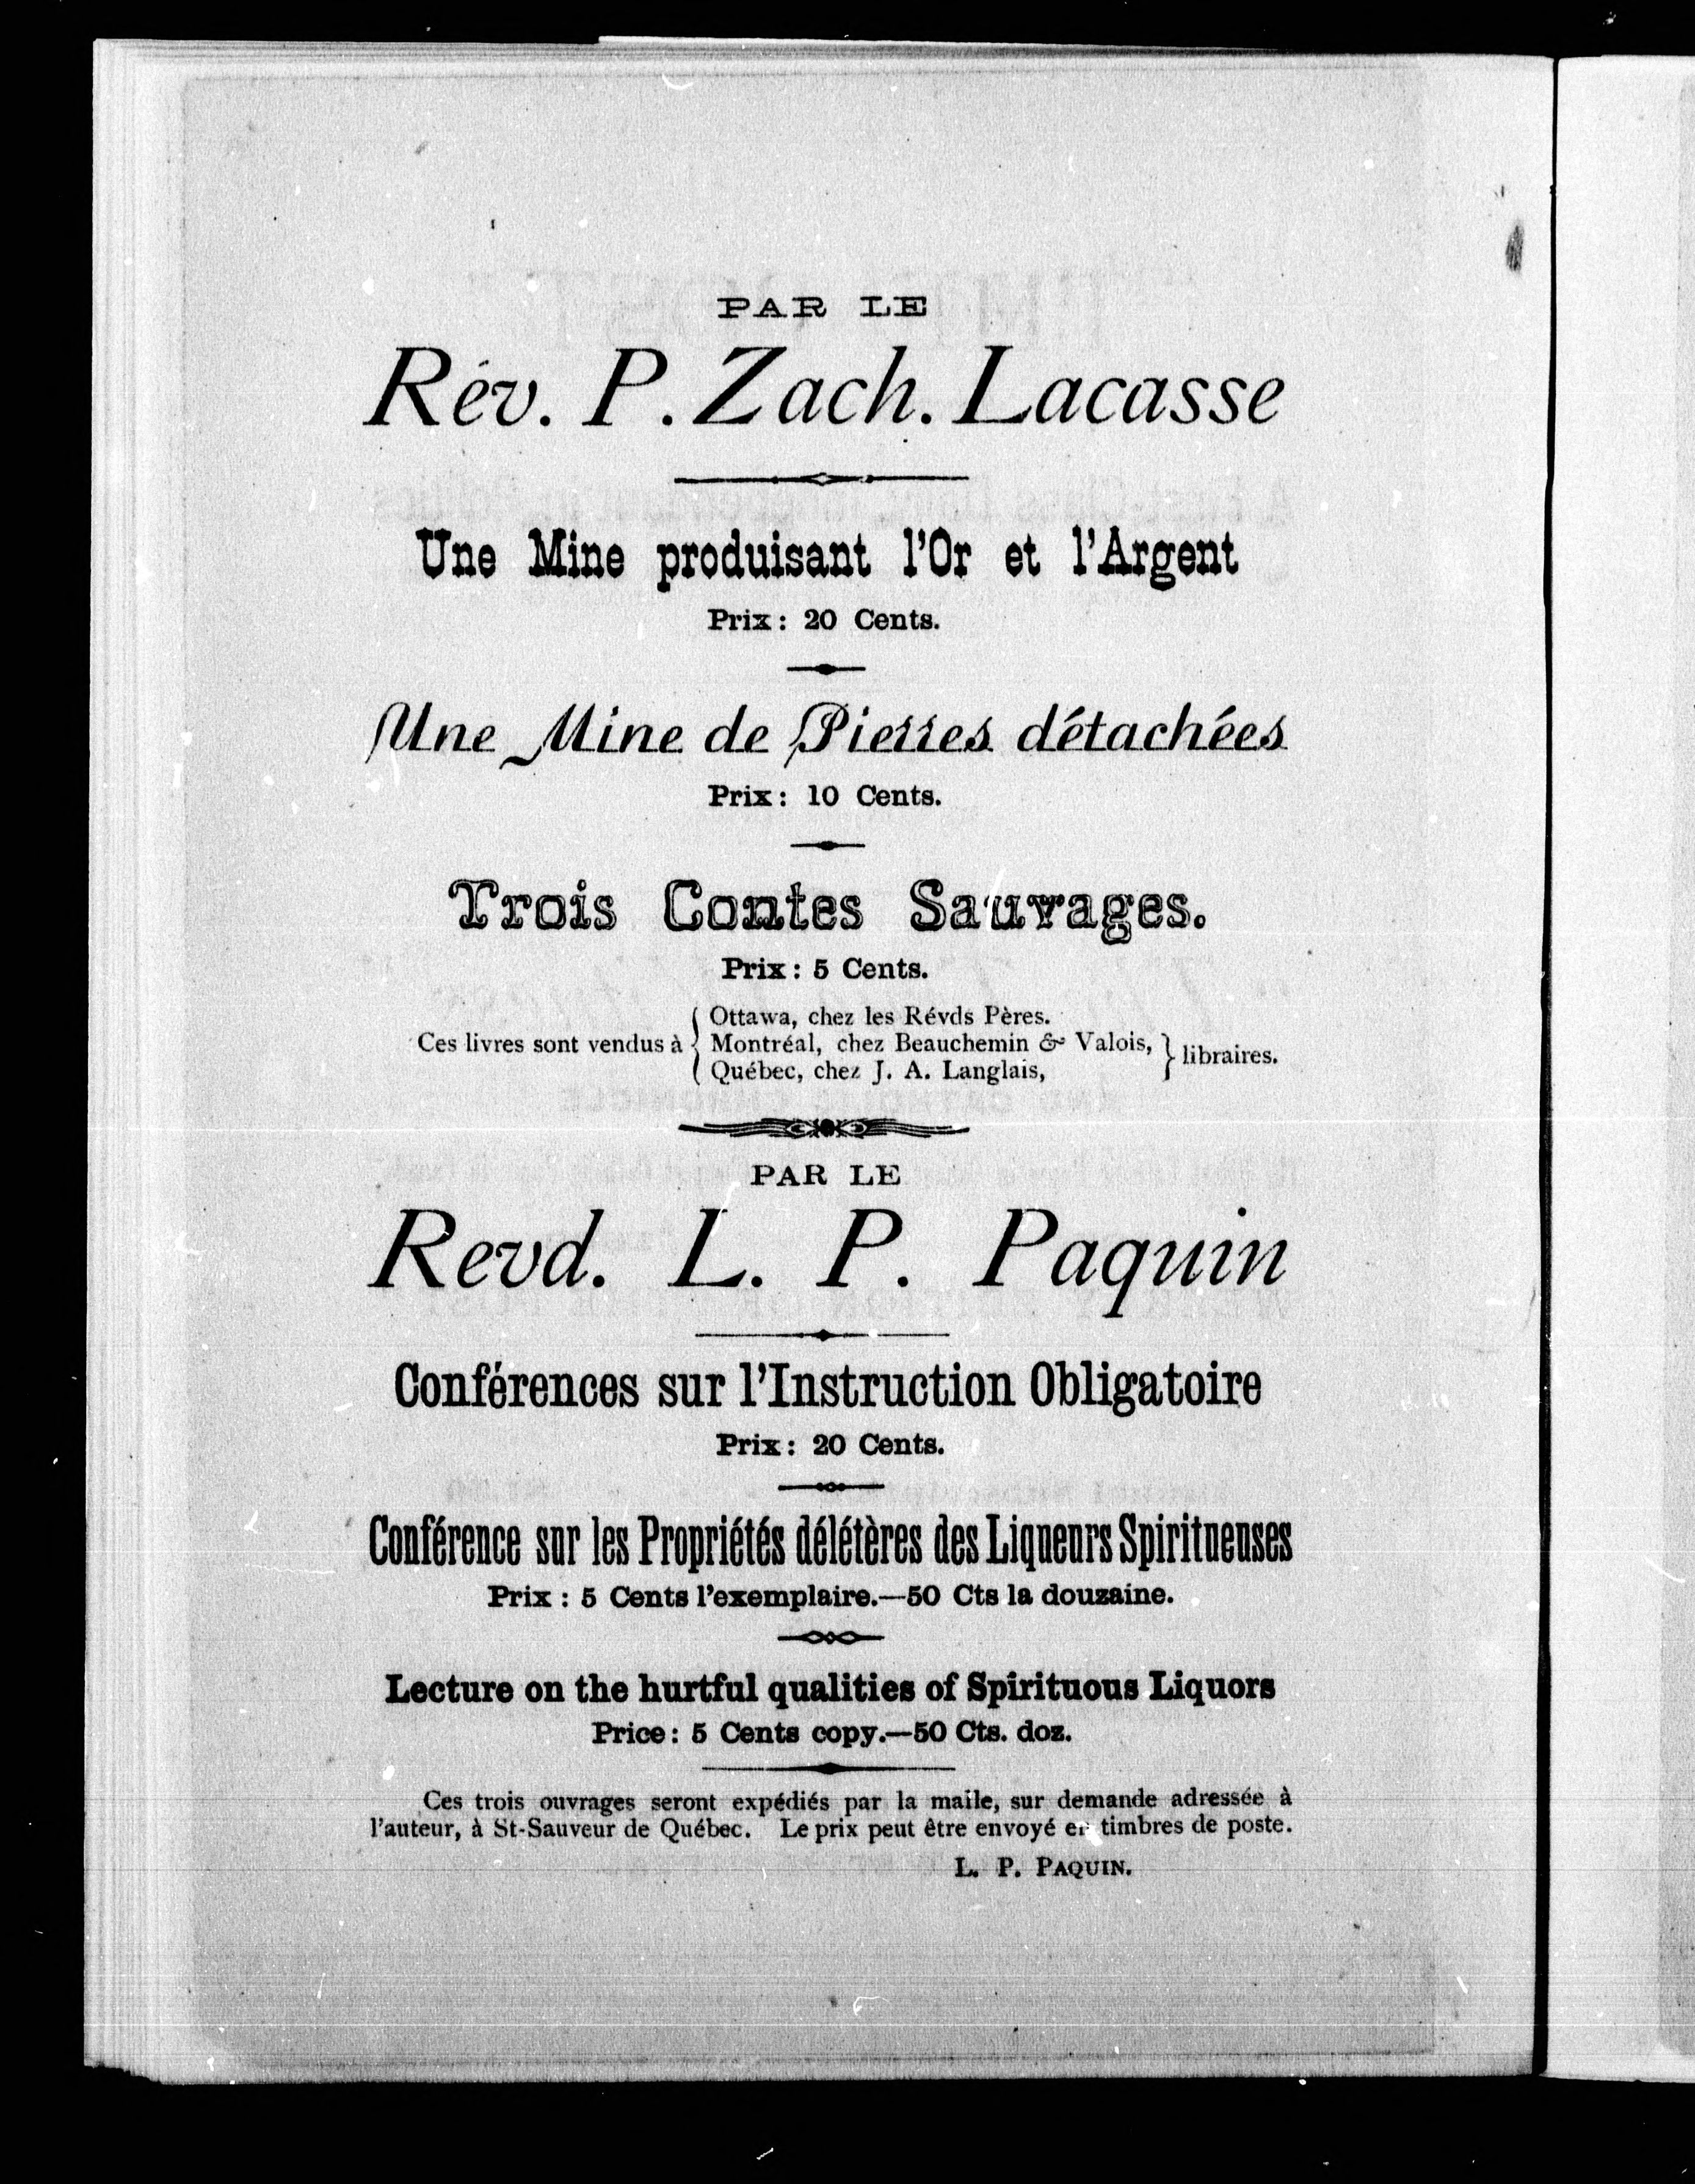 PAR LE
Rév. P. Zach. Lacasse
Une Mine produisant l'Or et l'Argent
Prix: 20 Cents.
Une Mine de Pierres détachées
Prix: 10 Cents.
Trois Contes Sauvages.
Prix: 5 Cents.
Ces livres sont vendus à { Ottawa, chez les Révds Pères.
Montréal, chez Beauchemin & Valois, } libraires.
Québec, chez J. A. Langlais,
PAR LE
Revd. L. P. Paquin
Conférences sur l'Instruction Obligatoire
Prix: 20 Cents.
Conférence sur les Propriétés délétères des Liqueurs Spiritueuses
Prix : 5 Cents l'exemplaire.—50 Cts la douzaine.
Lecture on the hurtful qualities of Spirituous Liquors
Price: 5 Cents copy.—50 Cts. doz.
Ces trois ouvrages seront expédiés par la maile, sur demande adressée à
l'auteur, à St-Sauveur de Québec. Le prix peut être envoyé en timbres de poste.
L. P. PAQUIN.